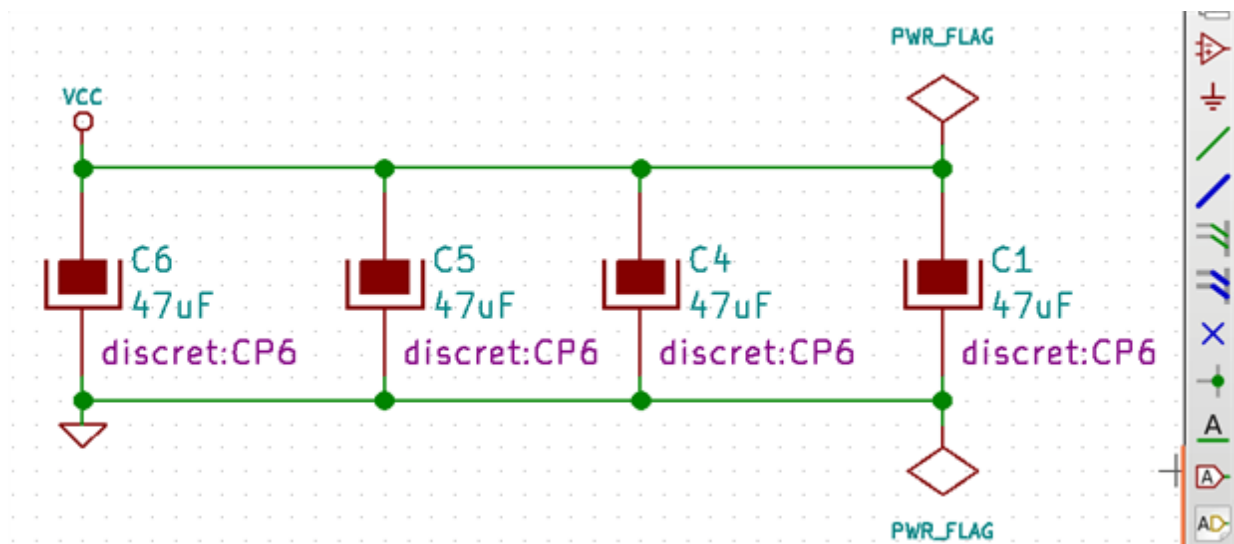 PWR_FLAG
VCC
C6
47uF
discret:CP6
C5
47uF
discret:CP6
C4
47uF
discret:CP6
C1
47uF
discret:CP6
PWR_FLAG
A
A
AD